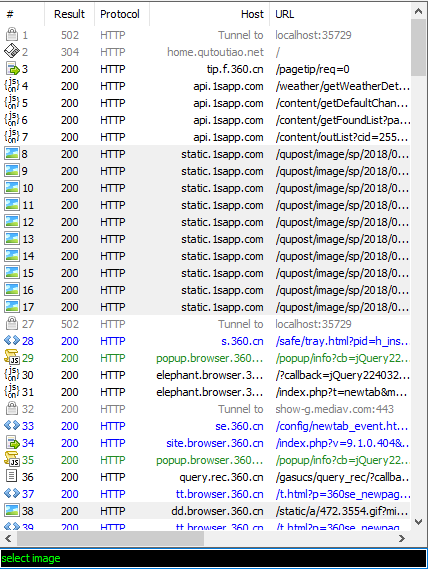 # Result Protocol Host URL
1 502 HTTP Tunnel to localhost:35729
2 304 HTTP home.qutoutiao.net /
3 200 HTTP tip.f.360.cn /pagetip/req=0
4 200 HTTP api.1sapp.com /weather/getWeatherDet...
5 200 HTTP api.1sapp.com /content/getDefaultChan...
6 200 HTTP api.1sapp.com /content/getFoundList?pa...
7 200 HTTP api.1sapp.com /content/outList?cid=255...
8 200 HTTP static.1sapp.com /qupost/image/sp/2018/0...
9 200 HTTP static.1sapp.com /qupost/image/sp/2018/0...
10 200 HTTP static.1sapp.com /qupost/image/sp/2018/0...
11 200 HTTP static.1sapp.com /qupost/image/sp/2018/0...
12 200 HTTP static.1sapp.com /qupost/image/sp/2018/0...
13 200 HTTP static.1sapp.com /qupost/image/sp/2018/0...
14 200 HTTP static.1sapp.com /qupost/image/sp/2018/0...
15 200 HTTP static.1sapp.com /qupost/image/sp/2018/0...
16 200 HTTP static.1sapp.com /qupost/image/sp/2018/0...
17 200 HTTP static.1sapp.com /qupost/image/sp/2018/0...
27 502 HTTP Tunnel to localhost:35729
28 200 HTTP s.360.cn /safe/tray.html?pid=h_ins...
29 200 HTTP popup.browser.360... /popup/info?cb=jQuery22...
30 200 HTTP elephant.browser.360... /?callback=jQuery224032...
31 200 HTTP elephant.browser.360... /index.php?t=newtab&m...
32 200 HTTP Tunnel to show-g.mediav.com:443
33 200 HTTP se.360.cn /config/newtab_event.ht...
34 200 HTTP site.browser.360.cn /index.php?v=9.1.0.404&...
35 200 HTTP popup.browser.360... /popup/info?cb=jQuery22...
36 200 HTTP query.rec.360.cn /gasucs/query_rec/?callba...
37 200 HTTP tt.browser.360.cn /t.html?p=360se_newpag...
38 200 HTTP dd.browser.360.cn /static/a/472.3554.gif?mi...
39 200 HTTP tt.browser.360.cn /t.html?p=360se_newpag...
select image